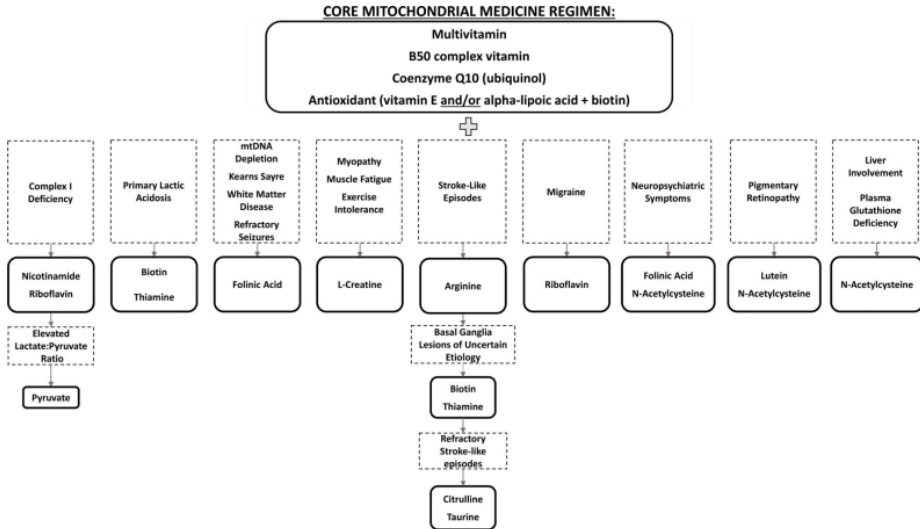 CORE MITOCHONDRIAL MEDICINE REGIMEN:
Multivitamin
B50 complex vitamin
Coenzyme Q10 (ubiquinol)
Antioxidant (vitamin E and/or alpha-lipoic acid + biotin)
Complex I
Deficiency
Nicotinamide
Riboflavin
Elevated
Lactate:Pyruvate
Ratio
Pyruvate
Primary Lactic
Acidosis
Biotin
Thiamine
mtDNA
Depletion
Kearns Sayre
White Matter
Disease
Refractory
Seizures
Folinic Acid
Myopathy
Muscle Fatigue
Exercise
Intolerance
L-Creatine
Stroke-Like
Episodes
Arginine
Basal Ganglia
Lesions of Uncertain
Etiology
Biotin
Thiamine
Refractory
Stroke-like
episodes
Citrulline
Taurine
Migraine
Riboflavin
Neuropsychiatric
Symptoms
Folinic Acid
N-Acetylcysteine
Pigmentary
Retinopathy
Lutein
N-Acetylcysteine
Liver
Involvement
Plasma
Glutathione
Deficiency
N-Acetylcysteine